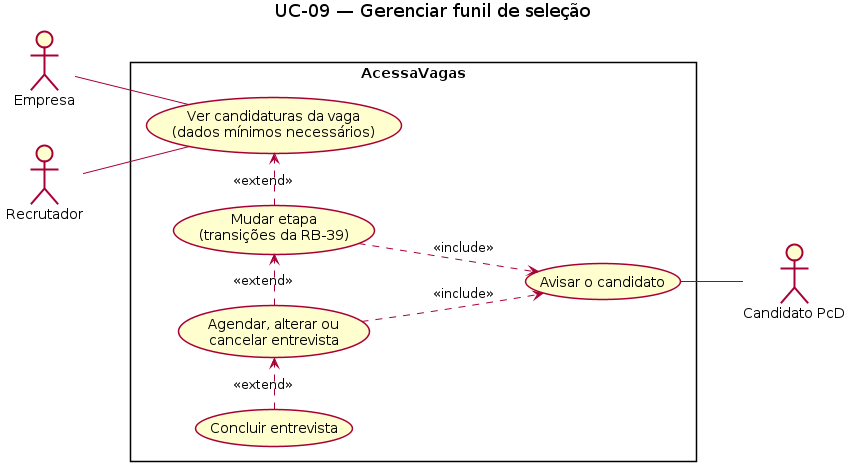 UC-09 — Gerenciar funil de seleção
AcessaVagas
Empresa
Recrutador
Ver candidaturas da vaga
(dados mínimos necessários)
«extend»
Mudar etapa
(transições da RB-39)
«include»
«extend»
Avisar o candidato
Candidato PcD
«include»
Agendar, alterar ou
cancelar entrevista
«extend»
Concluir entrevista